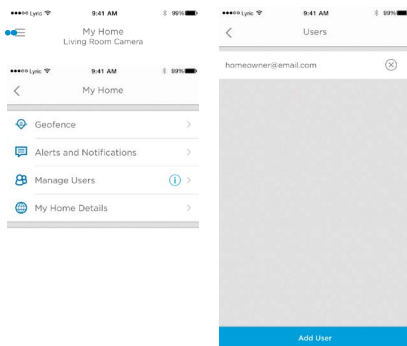 Lyric 9:41 AM 99%
My Home
Living Room Camera
Lyric 9:41 AM 99%
My Home
Geofence
Alerts and Notifications
Manage Users
My Home Details
Lyric 9:41 AM 99%
Users
homeowner@email.com
Add User